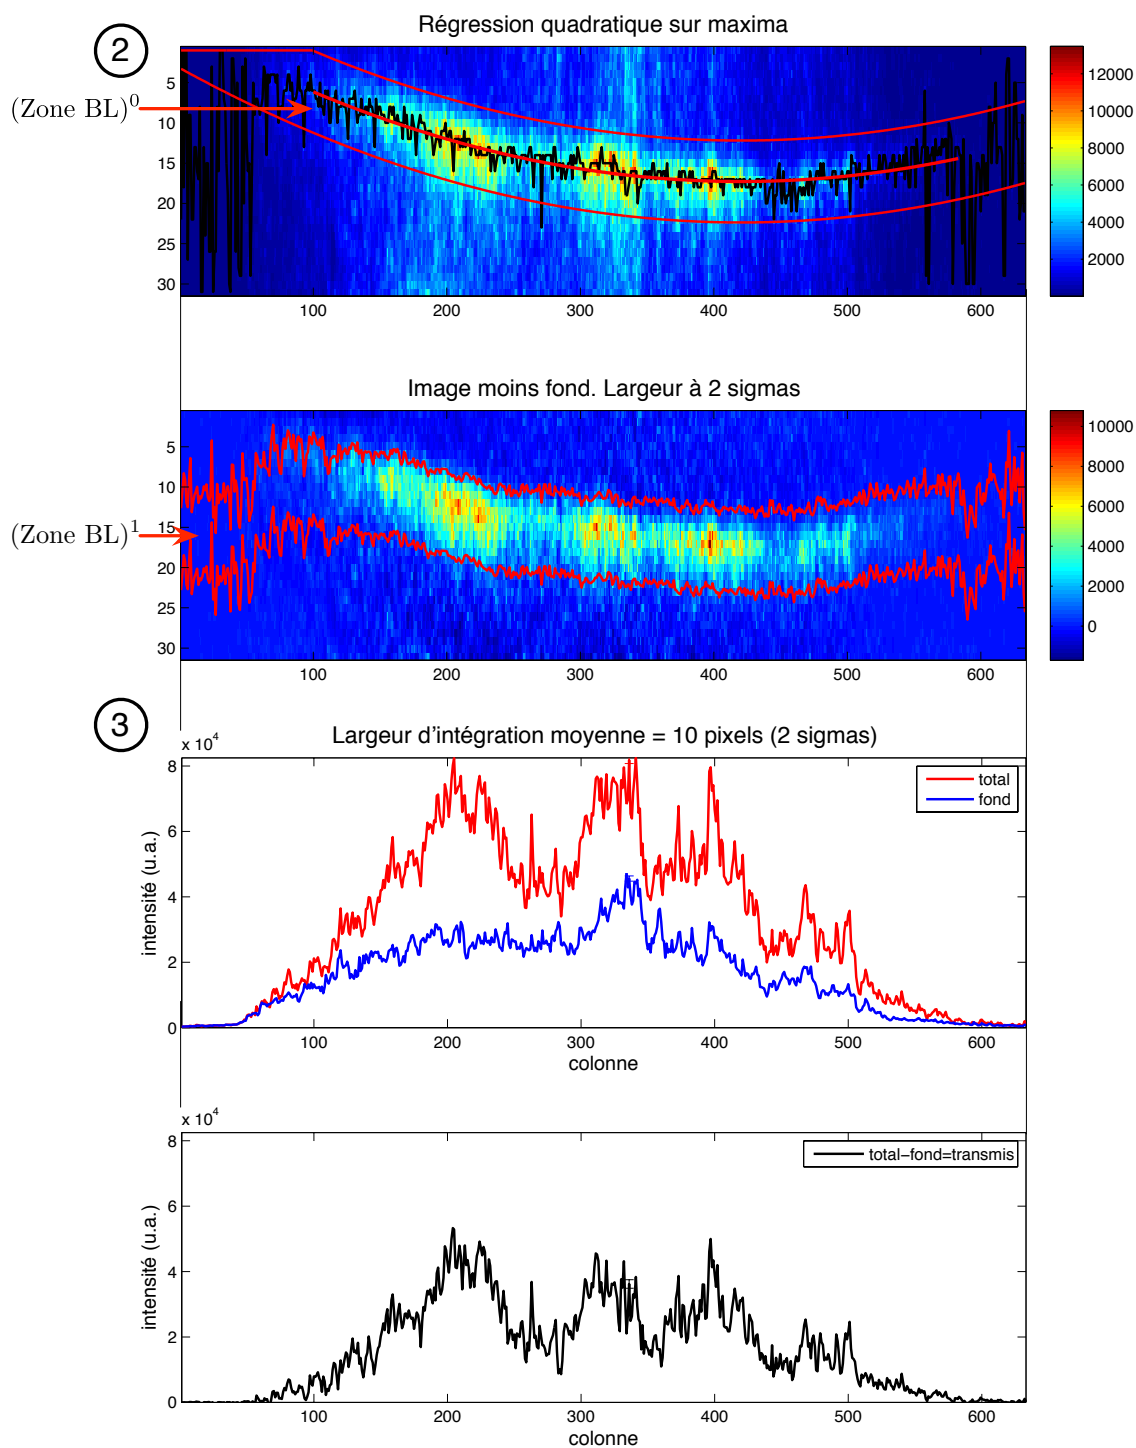 Régression quadratique sur maxima
2
(Zone BL)^0
5
10
15
20
25
30
100 200 300 400 500 600
12000
10000
8000
6000
4000
2000
Image moins fond. Largeur à 2 sigmas
(Zone BL)^1
5
10
15
20
25
30
100 200 300 400 500 600
10000
8000
6000
4000
2000
0
3
x 10^4
Largeur d'intégration moyenne = 10 pixels (2 sigmas)
total
fond
intensité (u.a.)
8
6
4
2
0
100 200 300 400 500 600
colonne
x 10^4
total-fond=transmis
intensité (u.a.)
8
6
4
2
0
100 200 300 400 500 600
colonne